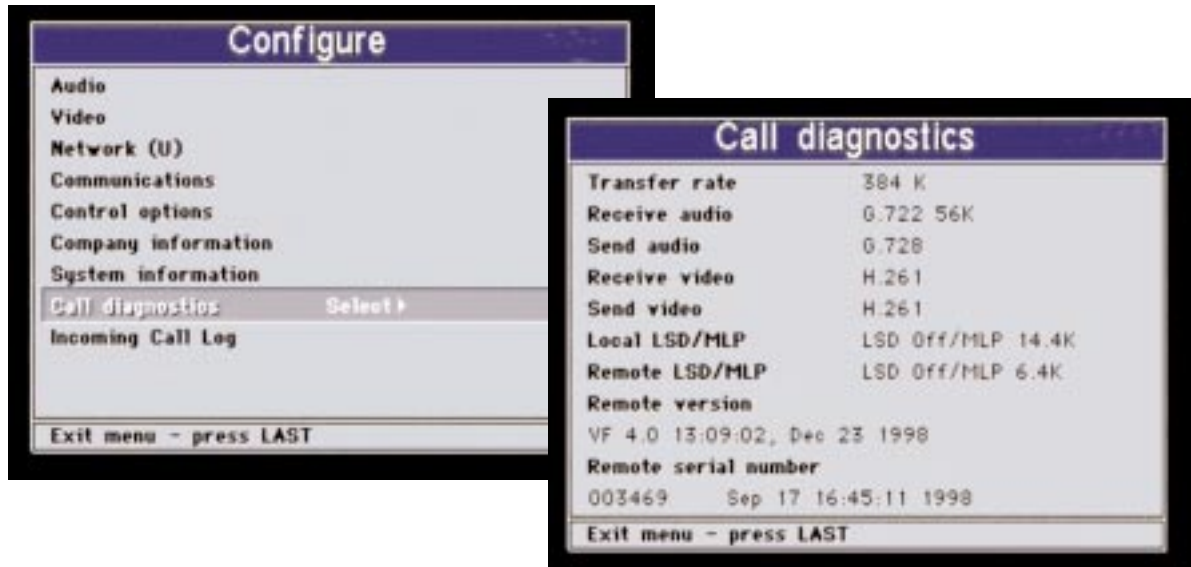 Configure
Audio
Video
Network (U)
Communications
Control options
Company information
System information
Call diagnostics Select
Incoming Call Log
Exit menu - press LAST
Call diagnostics
Transfer rate 384 K
Receive audio G.722 56K
Send audio G.728
Receive video H.261
Send video H.261
Local LSD/MLP LSD Off/MLP 14.4K
Remote LSD/MLP LSD Off/MLP 6.4K
Remote version
VF 4.0 13:09:02, Dec 23 1998
Remote serial number
003469 Sep 17 16:45:11 1998
Exit menu - press LAST